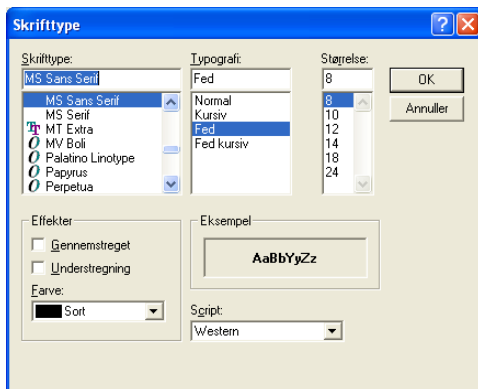 Skrifttype
Skrifttype:
MS Sans Serif
MS Sans Serif
MS Serif
MT Extra
MV Boli
Palatino Linotype
Papyrus
Perpetua
Typografi:
Fed
Normal
Kursiv
Fed
Fed kursiv
Størrelse:
8
8
10
12
14
18
24
OK
Annuller
Effekter
Gennemstreget
Understregning
Farve:
Sort
Eksempel
AaBbYyZz
Script:
Western